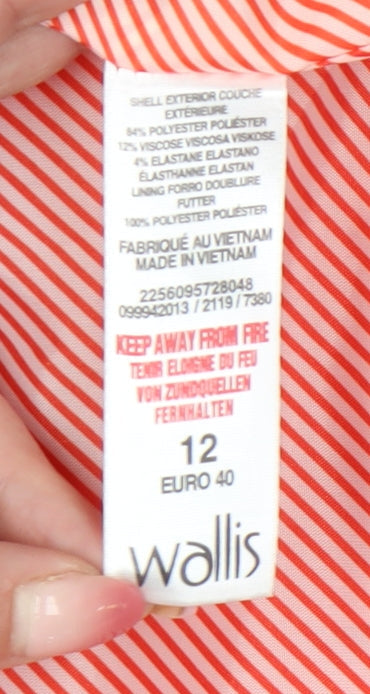 SHELL EXTERIOR COUCHE
EXTÉRIEURE
84% POLYESTER POLIÉSTER
12% VISCOSE VISCOSA VISKOSE
4% ELASTANE ELASTANO
ÉLASTHANNE ELASTAN
LINING FORRO DOUBLURE
FUTTER
100% POLYESTER POLIÉSTER
FABRIQUÉ AU VIETNAM
MADE IN VIETNAM
2256095728048
099942013 / 2119 / 7380
KEEP AWAY FROM FIRE
TENIR ELOIGNE DU FEU
VON ZUNDQUELLEN
FERNHALTEN
12
EURO 40
wallis